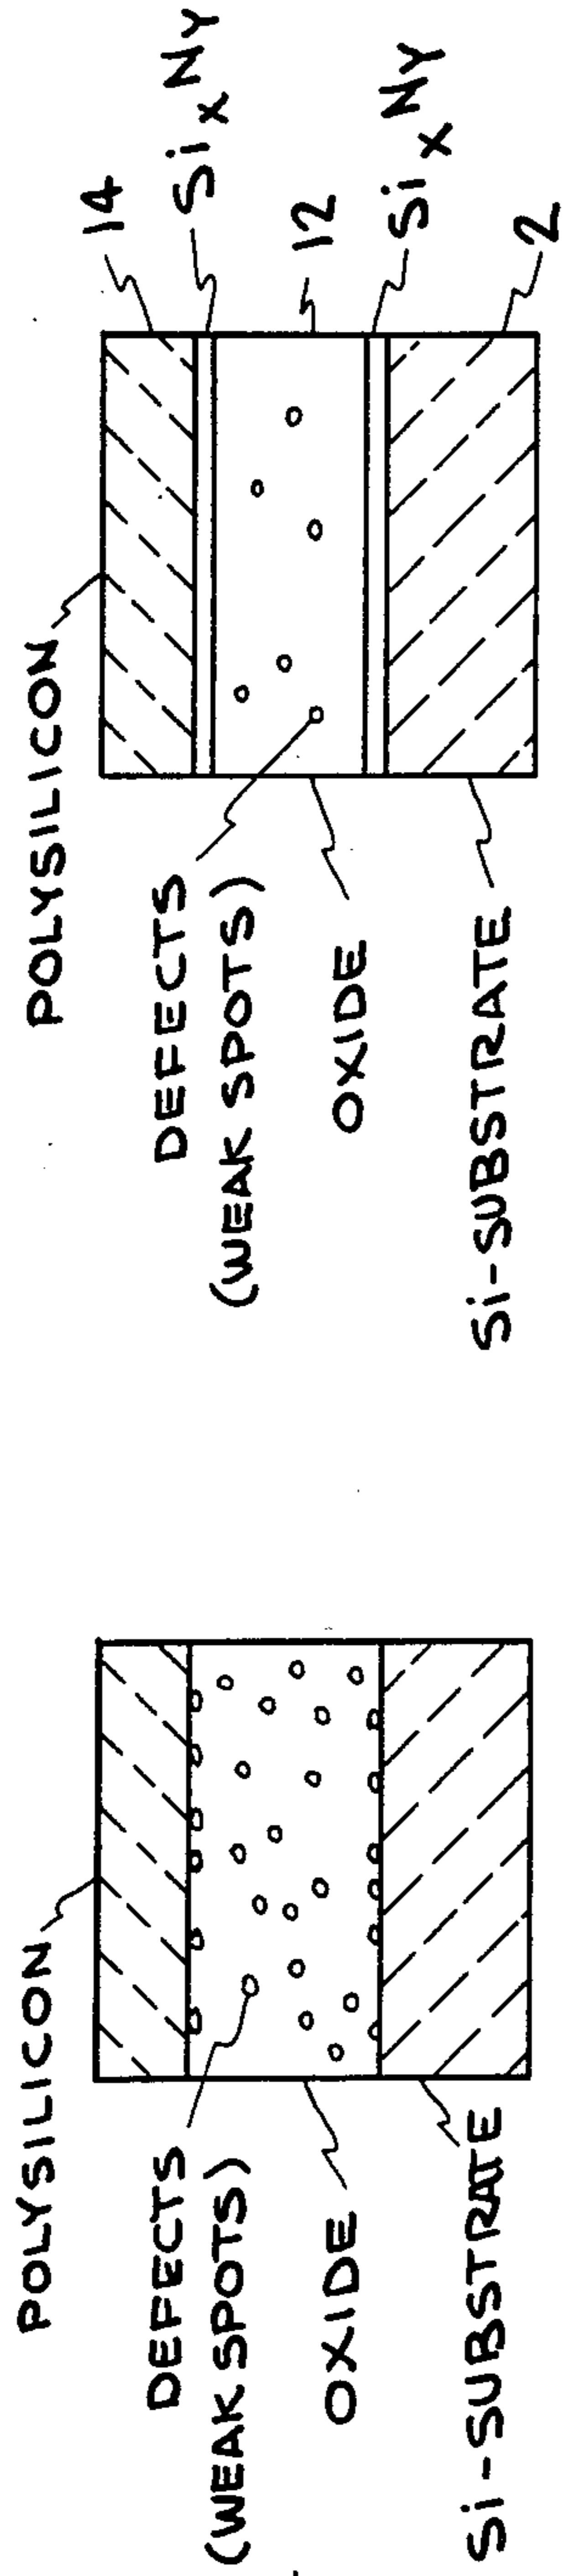 POLYSILICON
DEFECTS
(WEAK SPOTS)
OXIDE
Si-SUBSTRATE
POLYSILICON
DEFECTS
(WEAK SPOTS)
OXIDE
Si-SUBSTRATE
14
SixNy
12
SixNy
2